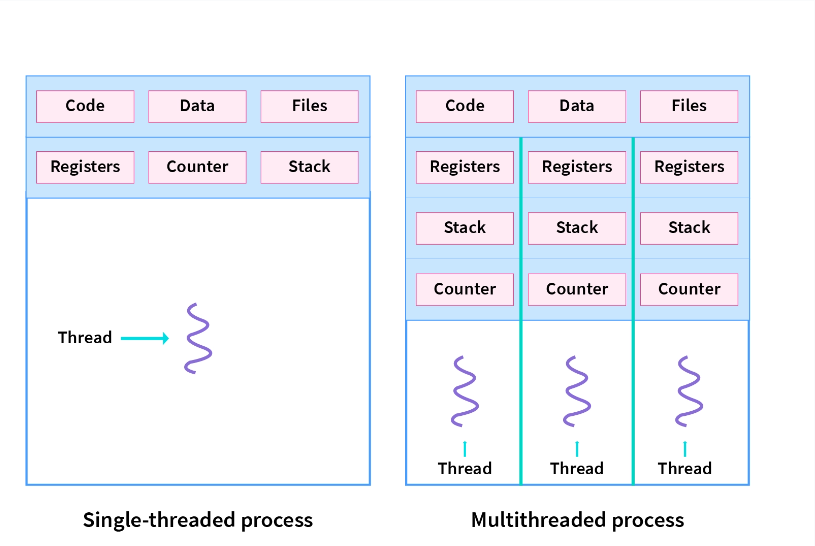 Code Data Files
Registers Counter Stack
Thread
Single-threaded process
Code Data Files
Registers Registers Registers
Stack Stack Stack
Counter Counter Counter
Thread Thread Thread
Multithreaded process